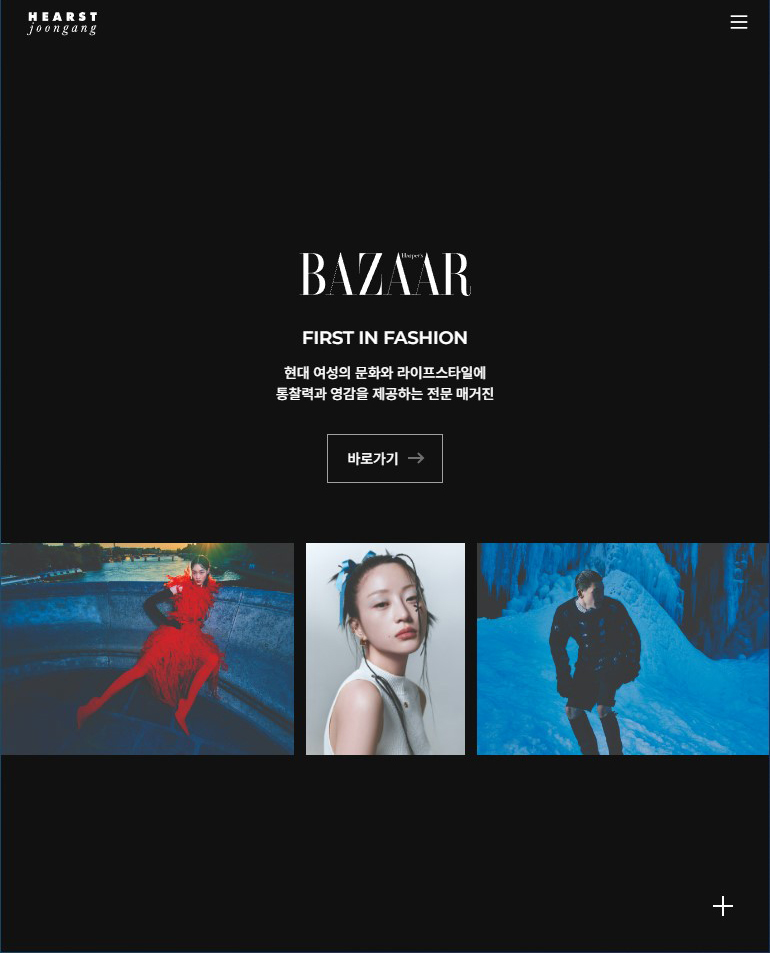 HEARST
joongang
Harper's
BAZAAR
FIRST IN FASHION
현대 여성의 문화와 라이프스타일에
통찰력과 영감을 제공하는 전문 매거진
바로가기